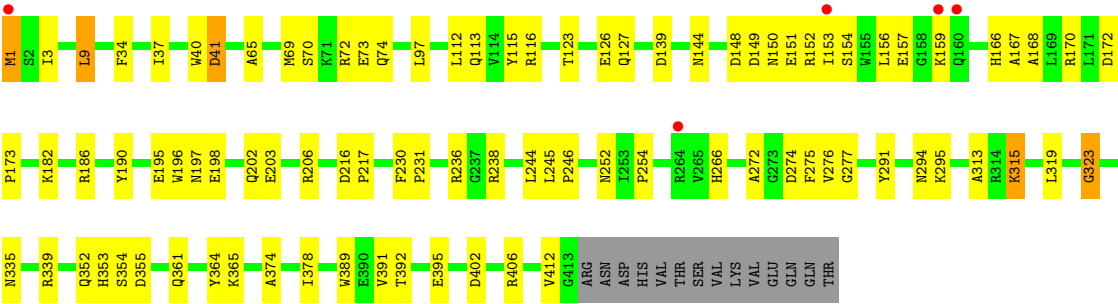 M1 S2 I3 L9 F34 I37 W40 D41 A65 M69 S70 K71 R72 E73 Q74 L97 L112 Q113 V114 Y115 R116 T123 E126 Q127 D139 N144 D148 D149 N150 E151 R152 I153 S154 W155 L156 E157 G158 K159 Q160 H166 A167 A168 L169 R170 L171 D172
P173 K182 R186 Y190 E195 W196 N197 E198 Q202 E203 R206 D216 P217 F230 P231 R236 G237 R238 L244 L245 P246 N252 I253 P254 R264 V265 H266 A272 G273 D274 F275 V276 G277 Y291 N294 K295 A313 R314 K315 L319 G323
N335 R339 Q352 H353 S354 D355 Q361 Y364 K365 A374 I378 W389 E390 V391 T392 E395 D402 R406 V412 G413 ARG ASN ASP HIS VAL THR SER VAL LYS VAL GLU GLN GLN THR